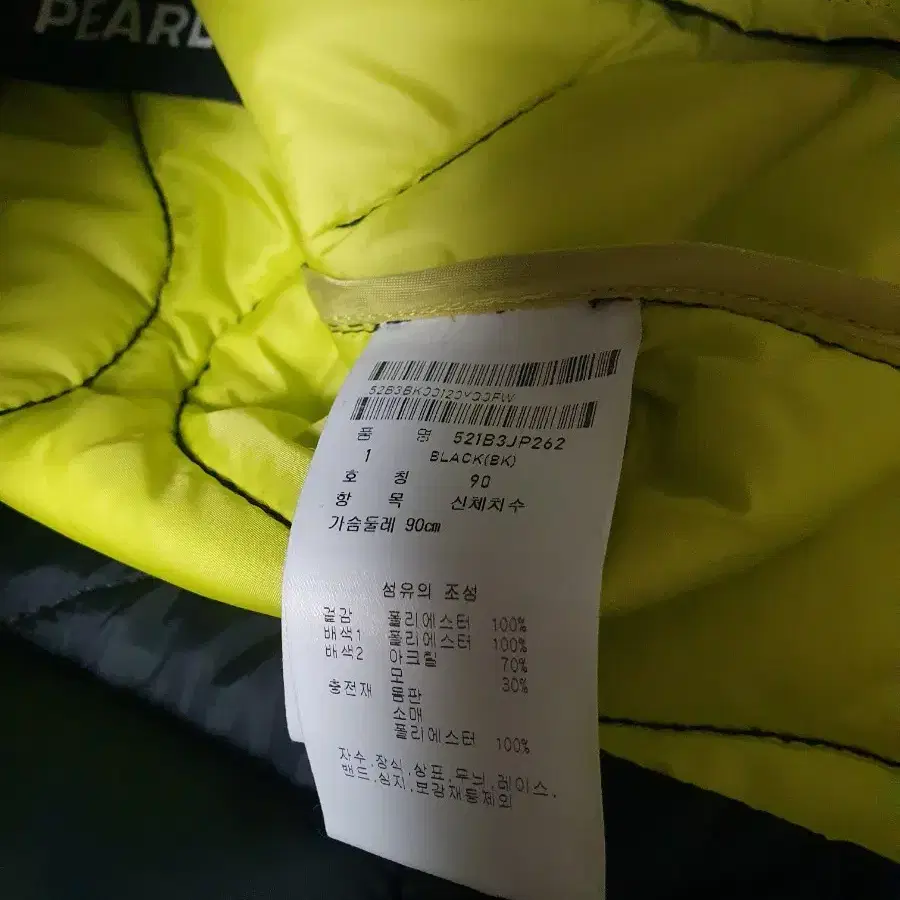 PEARL
52B3BK00120Y00FW
품 명 521B3JP262
1 BLACK(BK)
호 칭 90
항 목 신체치수
가슴둘레 90cm
섬유의 조성
겉감 폴리에스터 100%
배색1 폴리에스터 100%
배색2 아크릴 70%
모 30%
충전재 몸판
소매
폴리에스터 100%
자수.장식.상표.무늬.레이스.
밴드.심지.보강재등제외